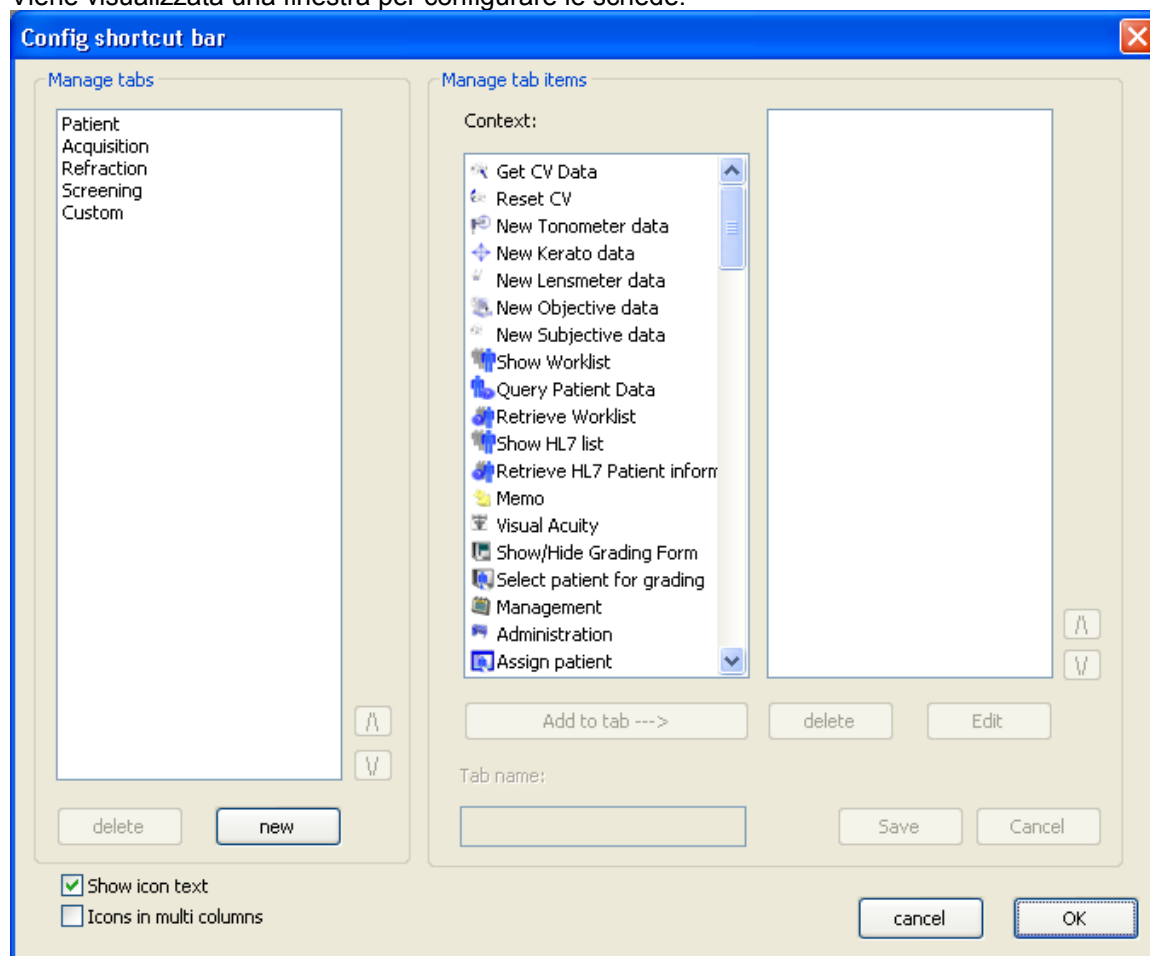 Viene visualizzata una finestra per configurare le schede.
Config shortcut bar
Manage tabs
Patient
Acquisition
Refraction
Screening
Custom
/\
\/
delete
new
Manage tab items
Context:
Get CV Data
Reset CV
New Tonometer data
New Kerato data
New Lensmeter data
New Objective data
New Subjective data
Show Worklist
Query Patient Data
Retrieve Worklist
Show HL7 list
Retrieve HL7 Patient inform
Memo
Visual Acuity
Show/Hide Grading Form
Select patient for grading
Management
Administration
Assign patient
/\
\/
Add to tab --->
delete
Edit
Tab name:
Save
Cancel
Show icon text
Icons in multi columns
cancel
OK